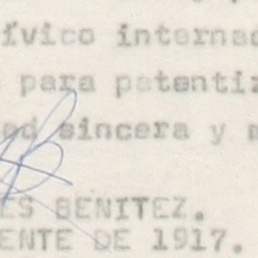 ívico internac
para patentiz
ad sincera y m
ES BENITEZ.
ENTE DE 1917.